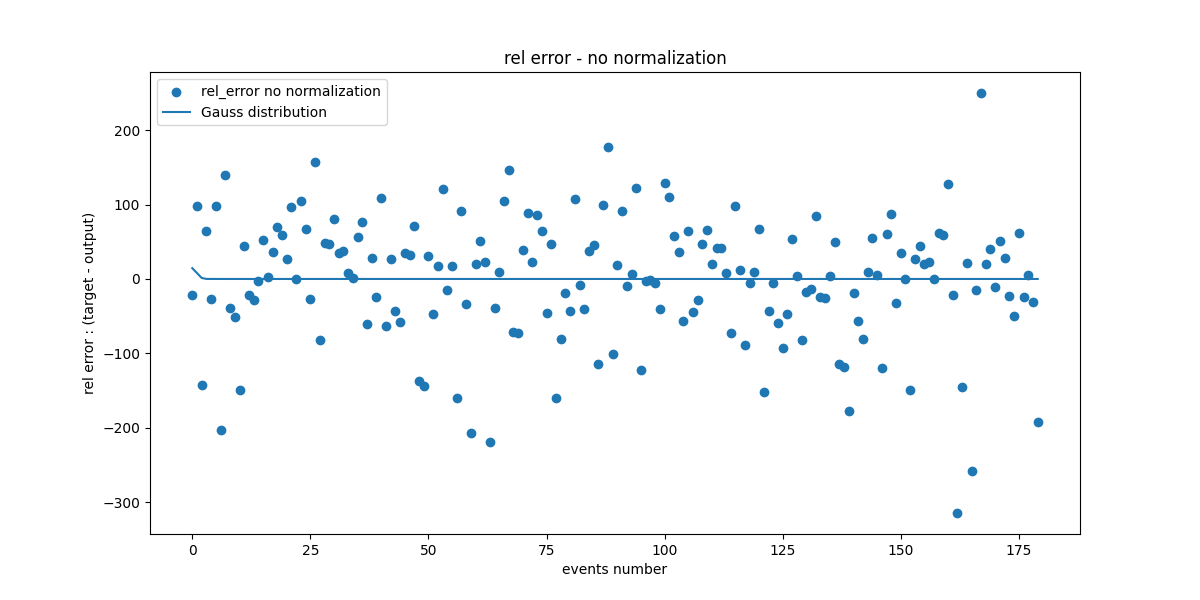 rel error - no normalization
rel_error no normalization
Gauss distribution
rel error : (target - output)
200
100
0
−100
−200
−300
0 25 50 75 100 125 150 175
events number